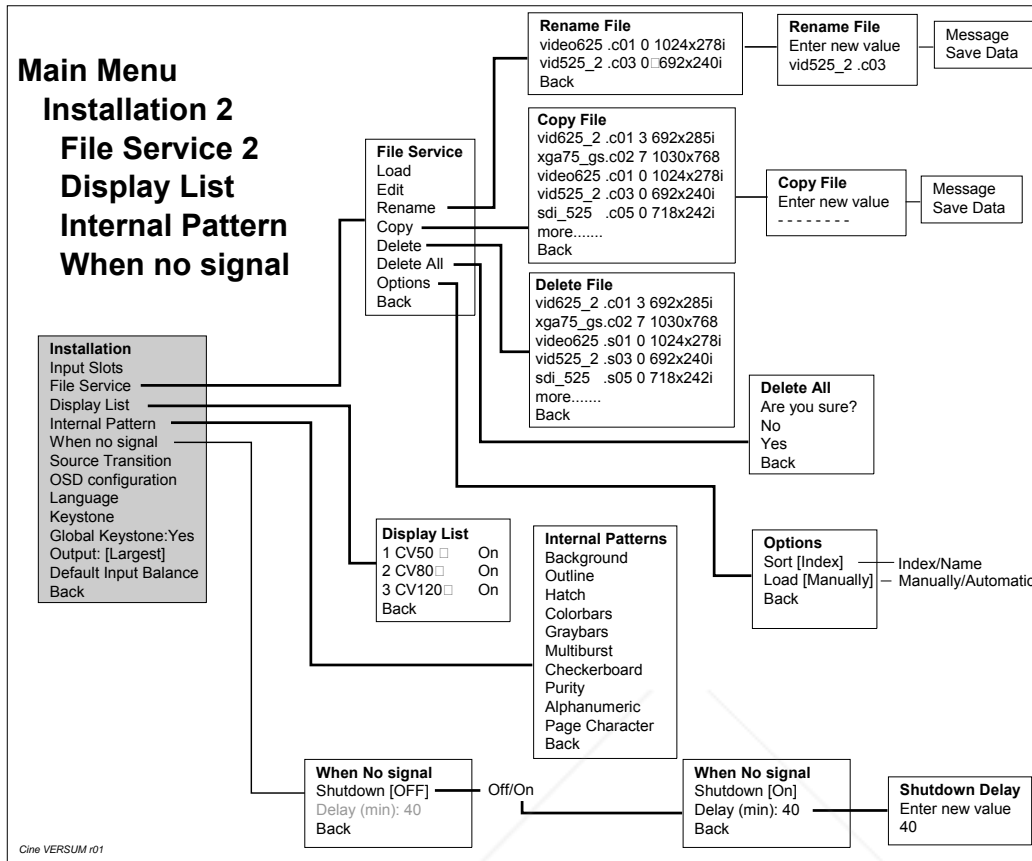 Main Menu
Installation 2
File Service 2
Display List
Internal Pattern
When no signal
Installation
Input Slots
File Service
Display List
Internal Pattern
When no signal
Source Transition
OSD configuration
Language
Keystone
Global Keystone:Yes
Output: [Largest]
Default Input Balance
Back
File Service
Load
Edit
Rename
Copy
Delete
Delete All
Options
Back
Rename File
video625 .c01 0 1024x278i
vid525_2 .c03 0□692x240i
Back
Rename File
Enter new value
vid525_2 .c03
Message
Save Data
Copy File
vid625_2 .c01 3 692x285i
xga75_gs.c02 7 1030x768
video625 .c01 0 1024x278i
vid525_2 .c03 0 692x240i
sdi_525 .c05 0 718x242i
more.......
Back
Copy File
Enter new value
- - - - - - - -
Message
Save Data
Delete File
vid625_2 .c01 3 692x285i
xga75_gs.c02 7 1030x768
video625 .s01 0 1024x278i
vid525_2 .s03 0 692x240i
sdi_525 .s05 0 718x242i
more.......
Back
Delete All
Are you sure?
No
Yes
Back
Display List
1 CV50 □ On
2 CV80□ On
3 CV120□ On
Back
Internal Patterns
Background
Outline
Hatch
Colorbars
Graybars
Multiburst
Checkerboard
Purity
Alphanumeric
Page Character
Back
Options
Sort [Index]
Load [Manually]
Back
Index/Name
Manually/Automatic
When No signal
Shutdown [OFF]
Delay (min): 40
Back
Off/On
When No signal
Shutdown [On]
Delay (min): 40
Back
Shutdown Delay
Enter new value
40
Cine VERSUM r01